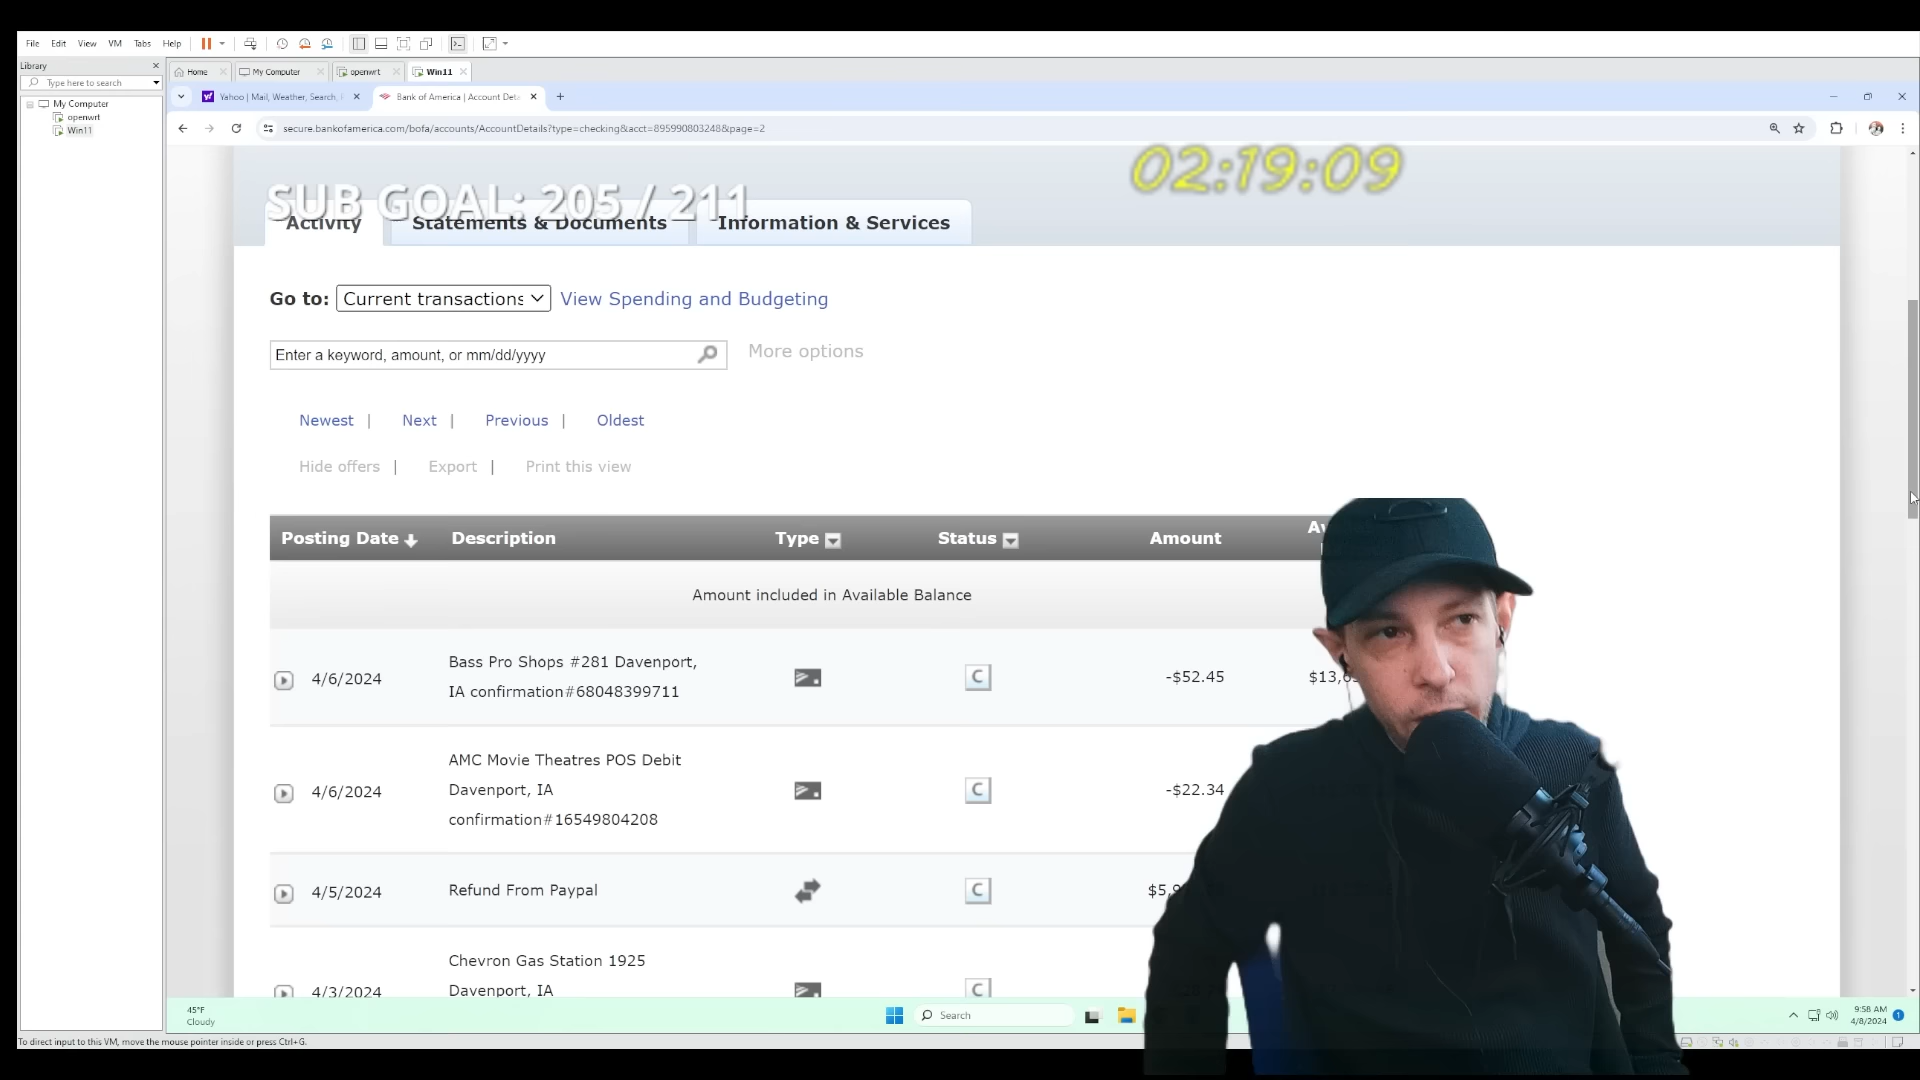 File Edit View VM Tabs Help
Library
Type here to search
My Computer
openwrt
Win11
Home
My Computer
openwrt
Win11
Yahoo | Mail, Weather, Search,
Bank of America | Account Deta
secure.bankofamerica.com/bofa/accounts/AccountDetails?type=checking&acct=895990803248&page=2
02:19:09
SUB GOAL: 205 / 211
Activity
Statements & Documents
Information & Services
Go to: Current transactions View Spending and Budgeting
Enter a keyword, amount, or mm/dd/yyyy
More options
Newest | Next | Previous | Oldest
Hide offers | Export | Print this view
Posting Date Description Type Status Amount
Amount included in Available Balance
4/6/2024
Bass Pro Shops #281 Davenport,
IA confirmation#68048399711
C
-$52.45
4/6/2024
AMC Movie Theatres POS Debit
Davenport, IA
confirmation#16549804208
C
-$22.34
4/5/2024
Refund From Paypal
C
4/3/2024
Chevron Gas Station 1925
Davenport, IA
C
45°F
Cloudy
Search
9:58 AM
4/8/2024
1
To direct input to this VM, move the mouse pointer inside or press Ctrl+G.